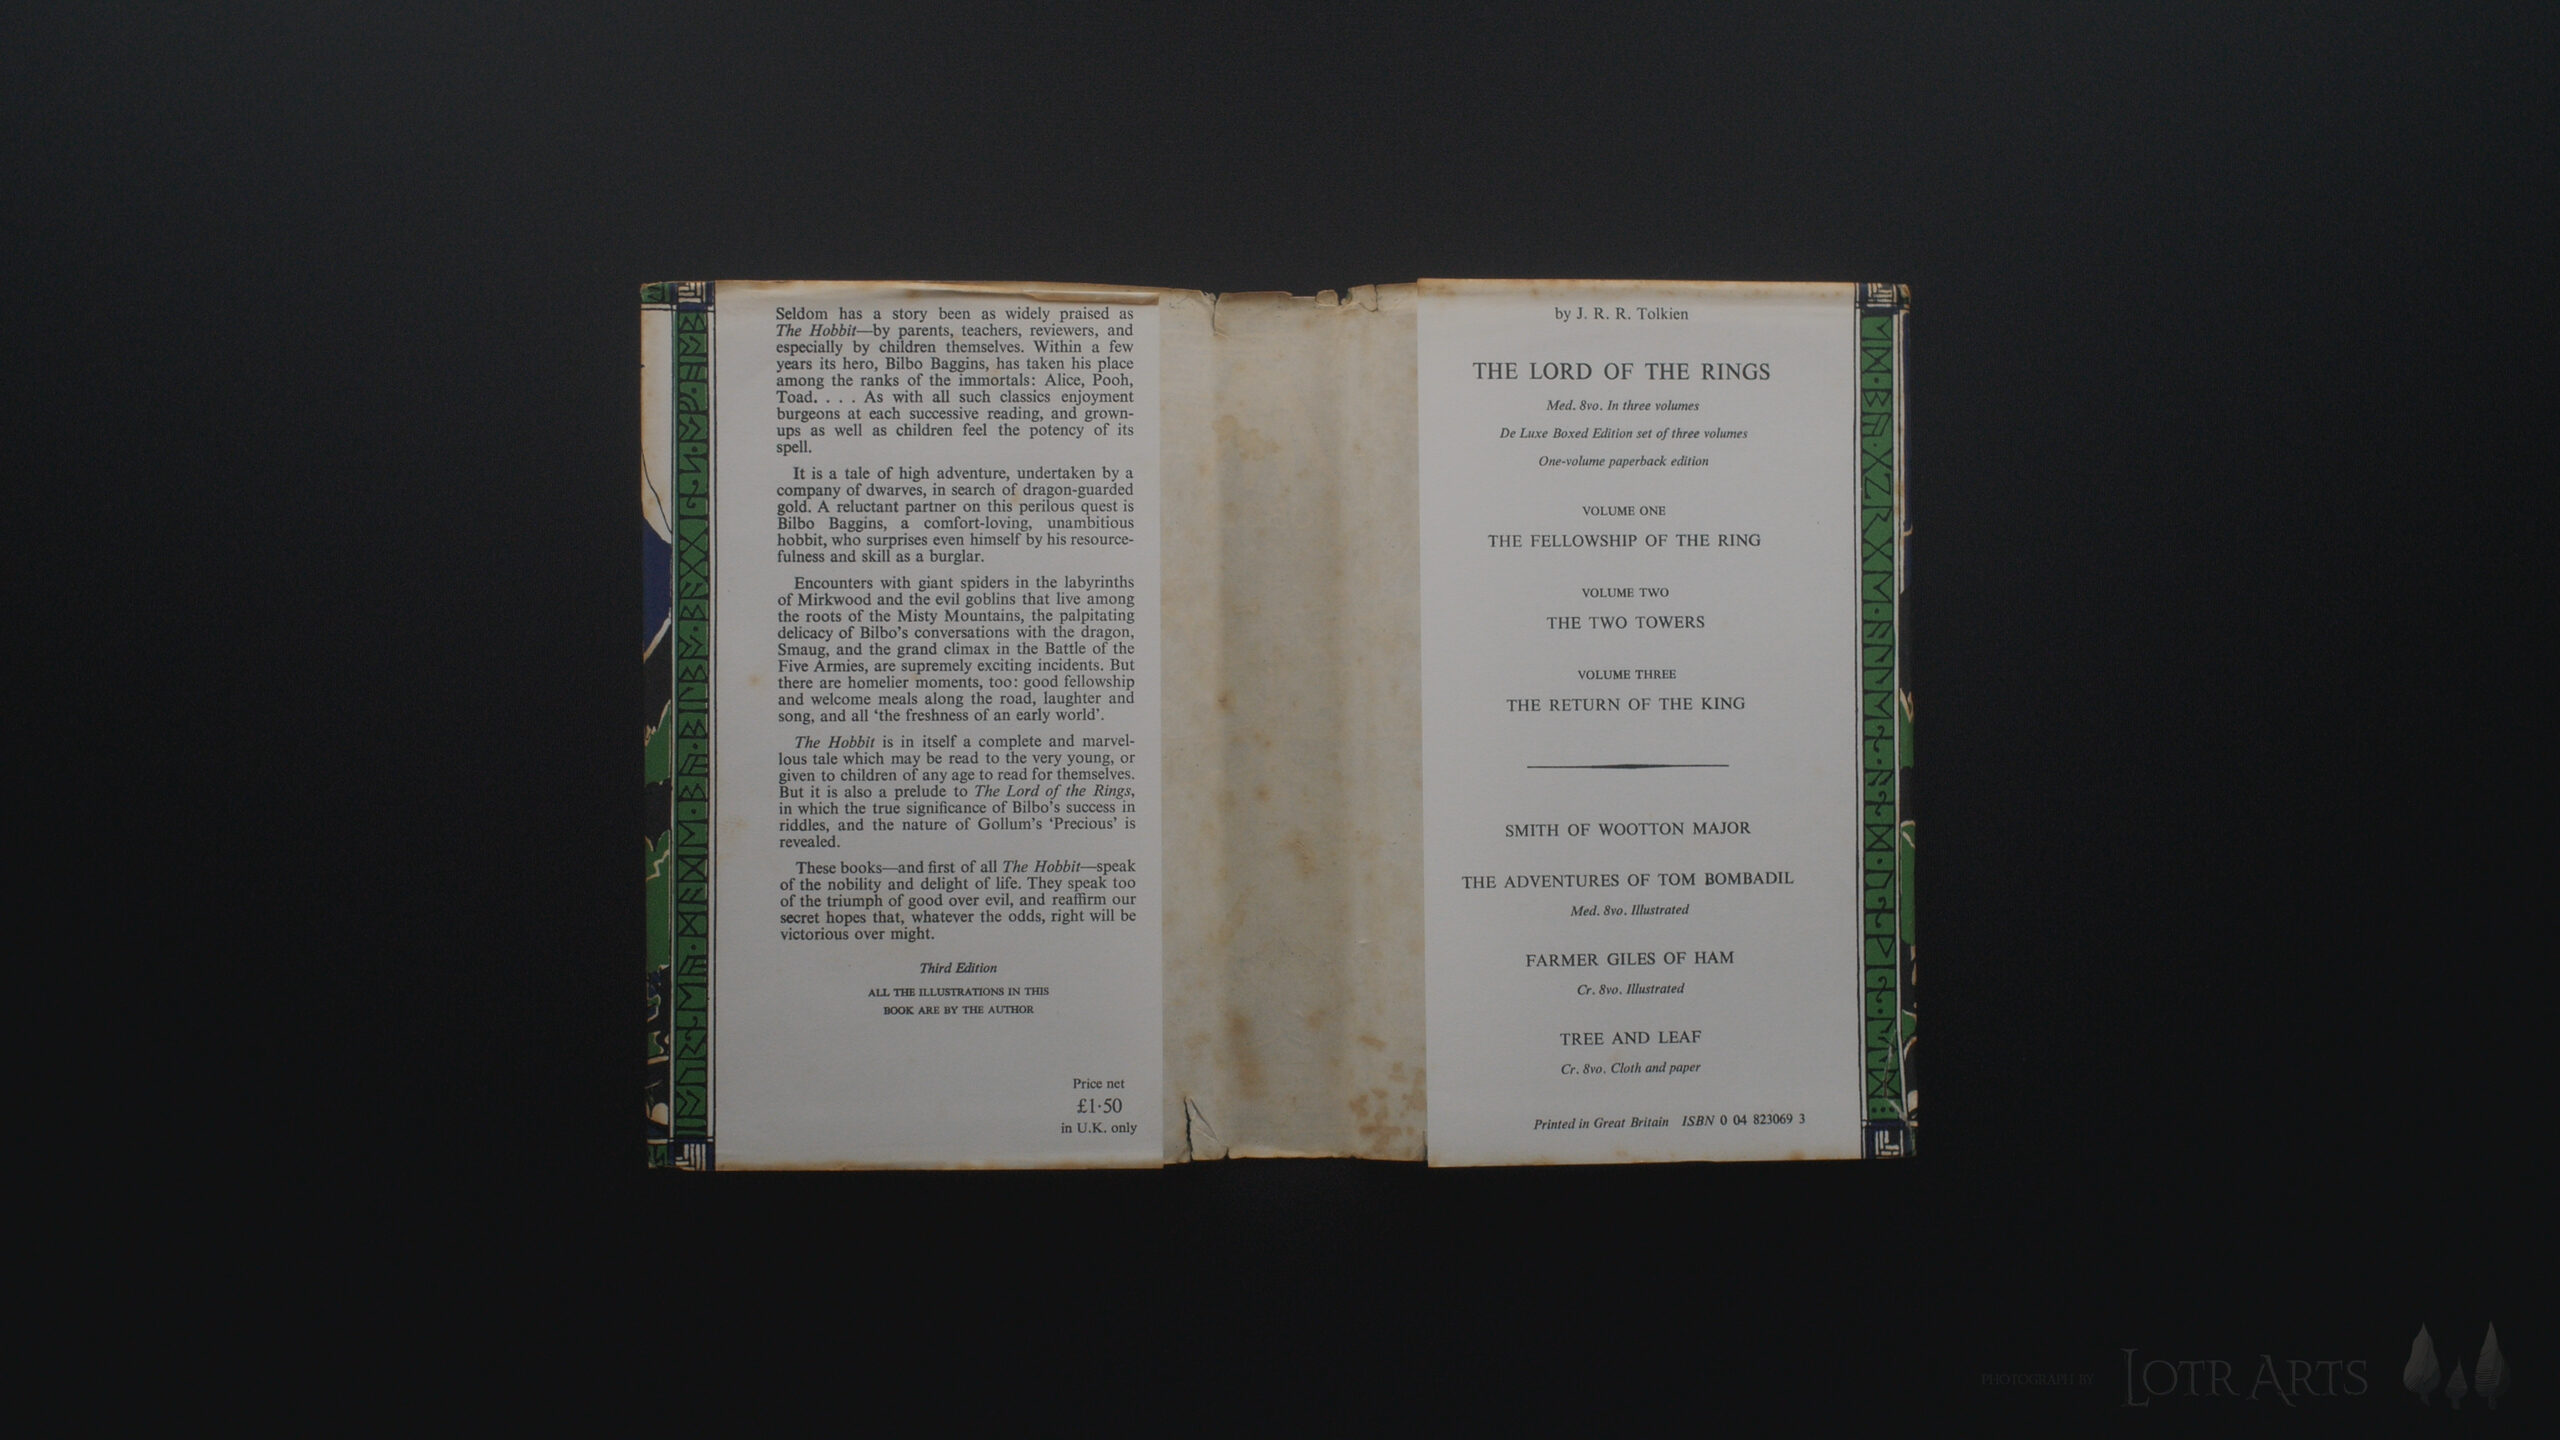 Seldom has a story been as widely praised as
The Hobbit—by parents, teachers, reviewers, and
especially by children themselves. Within a few
years its hero, Bilbo Baggins, has taken his place
among the ranks of the immortals: Alice, Pooh,
Toad. . . . As with all such classics enjoyment
burgeons at each successive reading, and grown-
ups as well as children feel the potency of its
spell.
It is a tale of high adventure, undertaken by a
company of dwarves, in search of dragon-guarded
gold. A reluctant partner on this perilous quest is
Bilbo Baggins, a comfort-loving, unambitious
hobbit, who surprises even himself by his resource-
fulness and skill as a burglar.
Encounters with giant spiders in the labyrinths
of Mirkwood and the evil goblins that live among
the roots of the Misty Mountains, the palpitating
delicacy of Bilbo's conversations with the dragon,
Smaug, and the grand climax in the Battle of the
Five Armies, are supremely exciting incidents. But
there are homelier moments, too: good fellowship
and welcome meals along the road, laughter and
song, and all 'the freshness of an early world'.
The Hobbit is in itself a complete and marvel-
lous tale which may be read to the very young, or
given to children of any age to read for themselves.
But it is also a prelude to The Lord of the Rings,
in which the true significance of Bilbo's success in
riddles, and the nature of Gollum's 'Precious' is
revealed.
These books—and first of all The Hobbit—speak
of the nobility and delight of life. They speak too
of the triumph of good over evil, and reaffirm our
secret hopes that, whatever the odds, right will be
victorious over might.
Third Edition
ALL THE ILLUSTRATIONS IN THIS
BOOK ARE BY THE AUTHOR
Price net
£1·50
in U.K. only
by J. R. R. Tolkien
THE LORD OF THE RINGS
Med. 8vo. In three volumes
De Luxe Boxed Edition set of three volumes
One-volume paperback edition
VOLUME ONE
THE FELLOWSHIP OF THE RING
VOLUME TWO
THE TWO TOWERS
VOLUME THREE
THE RETURN OF THE KING
SMITH OF WOOTTON MAJOR
THE ADVENTURES OF TOM BOMBADIL
Med. 8vo. Illustrated
FARMER GILES OF HAM
Cr. 8vo. Illustrated
TREE AND LEAF
Cr. 8vo. Cloth and paper
Printed in Great Britain ISBN 0 04 823069 3
PHOTOGRAPH BY LOTR ARTS